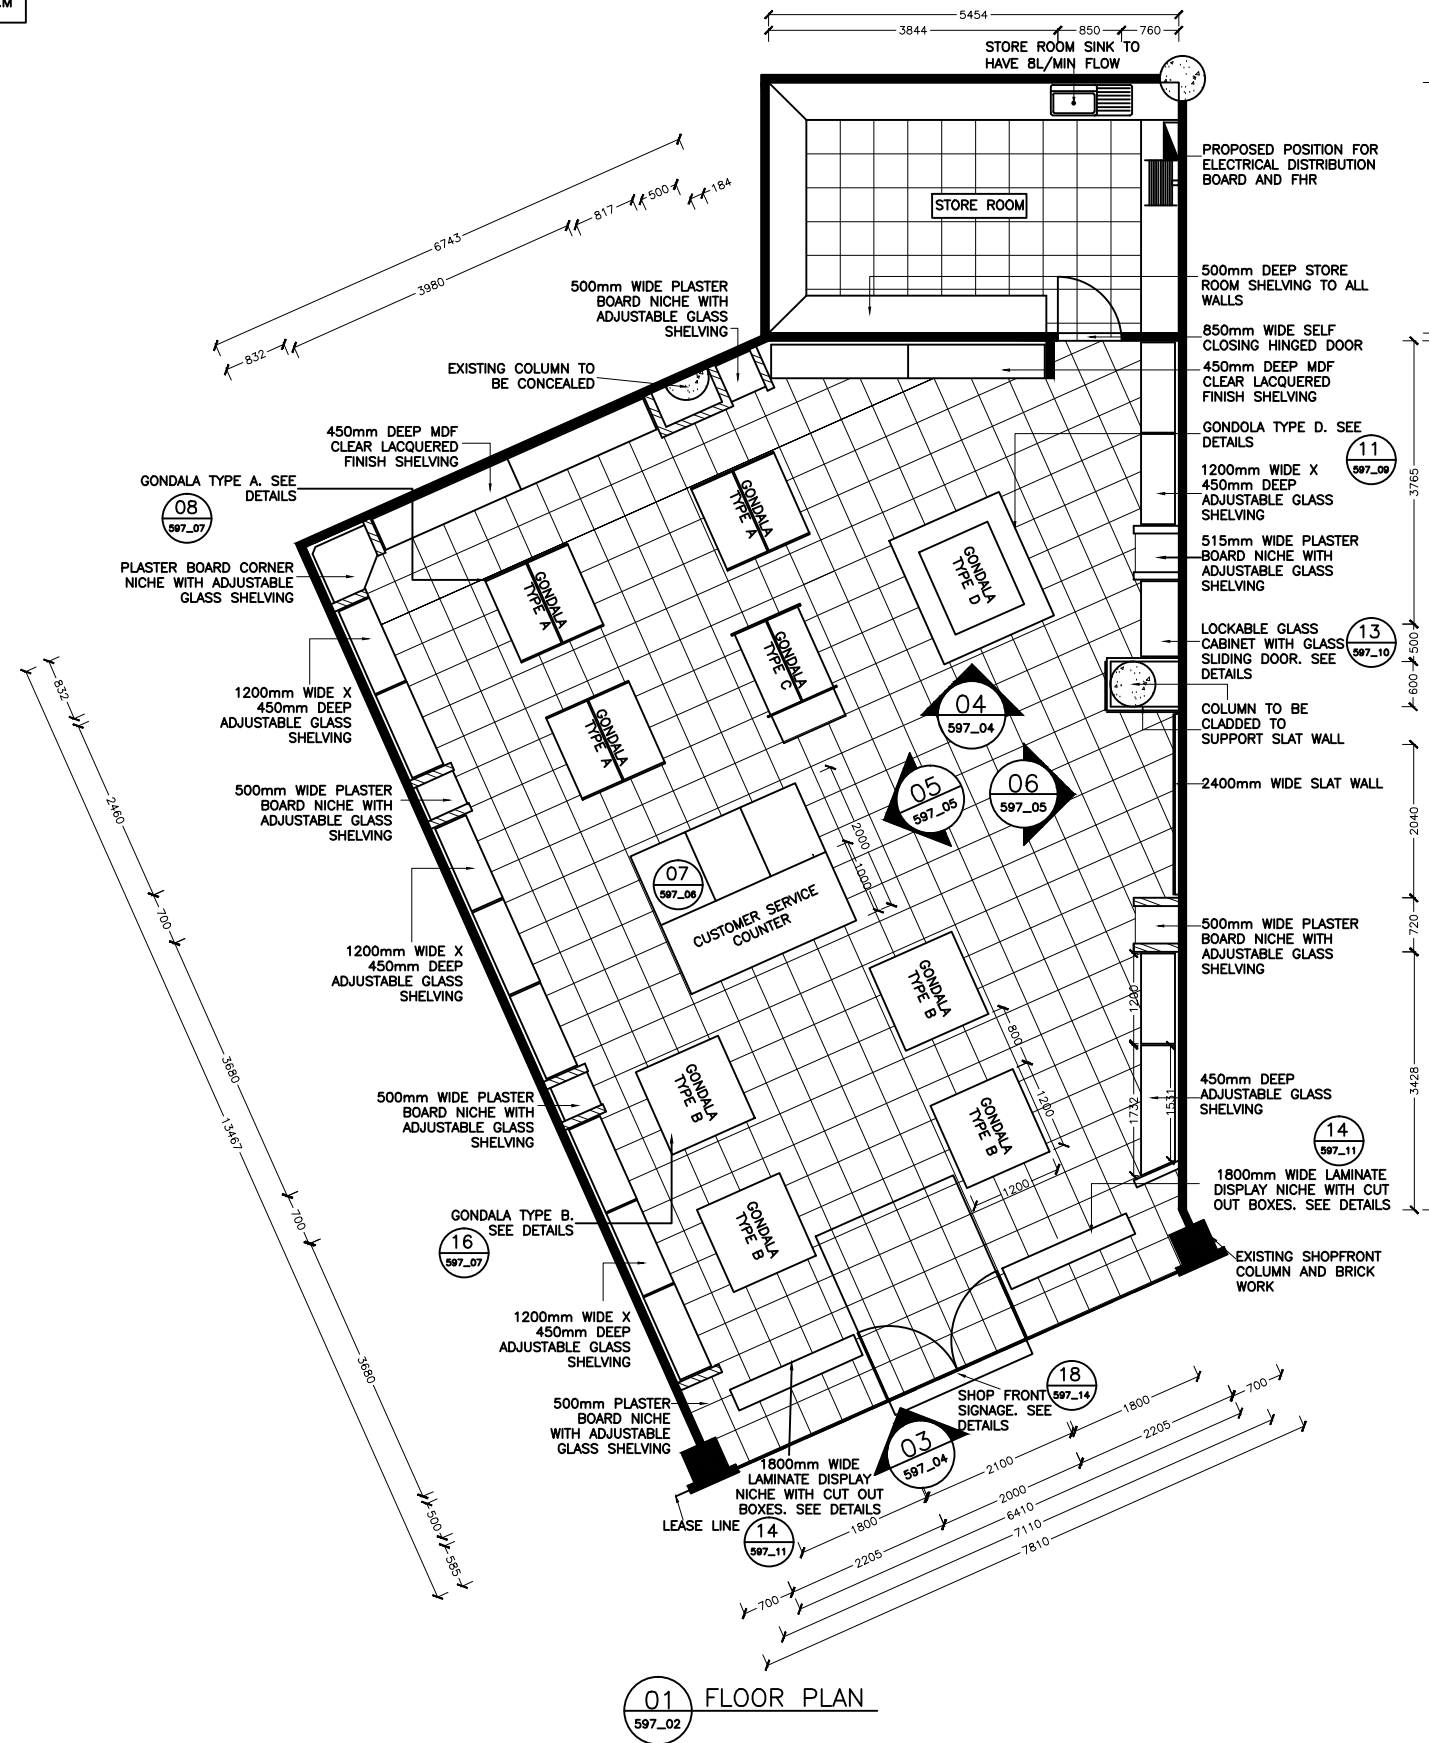 5454
3844
850
760
STORE ROOM SINK TO
HAVE 8L/MIN FLOW
PROPOSED POSITION FOR
ELECTRICAL DISTRIBUTION
BOARD AND FHR
STORE ROOM
6743
3980
817
500
184
832
500mm WIDE PLASTER
BOARD NICHE WITH
ADJUSTABLE GLASS
SHELVING
500mm DEEP STORE
ROOM SHELVING TO ALL
WALLS
850mm WIDE SELF
CLOSING HINGED DOOR
EXISTING COLUMN TO
BE CONCEALED
450mm DEEP MDF
CLEAR LACQUERED
FINISH SHELVING
450mm DEEP MDF
CLEAR LACQUERED
FINISH SHELVING
GONDOLA TYPE D. SEE
DETAILS
11
597_09
GONDALA TYPE A. SEE
DETAILS
08
597_07
1200mm WIDE X
450mm DEEP
ADJUSTABLE GLASS
SHELVING
3765
GONDALA
TYPE A
GONDALA
TYPE A
GONDALA
TYPE D
515mm WIDE PLASTER
BOARD NICHE WITH
ADJUSTABLE GLASS
SHELVING
PLASTER BOARD CORNER
NICHE WITH ADJUSTABLE
GLASS SHELVING
LOCKABLE GLASS
CABINET WITH GLASS
SLIDING DOOR. SEE
DETAILS
13
597_10
500
600
GONDALA
TYPE C
1200mm WIDE X
450mm DEEP
ADJUSTABLE GLASS
SHELVING
GONDALA
TYPE A
04
597_04
COLUMN TO BE
CLADDED TO
SUPPORT SLAT WALL
832
2460
700
3680
13467
700
3680
500
585
500mm WIDE PLASTER
BOARD NICHE WITH
ADJUSTABLE GLASS
SHELVING
05
597_05
06
597_05
2400mm WIDE SLAT WALL
2040
2000
1000
07
597_06
CUSTOMER SERVICE
COUNTER
1200mm WIDE X
450mm DEEP
ADJUSTABLE GLASS
SHELVING
500mm WIDE PLASTER
BOARD NICHE WITH
ADJUSTABLE GLASS
SHELVING
720
GONDALA
TYPE B
1200
800
1200
1200
GONDALA
TYPE B
GONDALA
TYPE B
1732
1531
450mm DEEP
ADJUSTABLE GLASS
SHELVING
3428
500mm WIDE PLASTER
BOARD NICHE WITH
ADJUSTABLE GLASS
SHELVING
14
597_11
1800mm WIDE LAMINATE
DISPLAY NICHE WITH CUT
OUT BOXES. SEE DETAILS
GONDALA TYPE B.
SEE DETAILS
16
597_07
GONDALA
TYPE B
EXISTING SHOPFRONT
COLUMN AND BRICK
WORK
1200mm WIDE X
450mm DEEP
ADJUSTABLE GLASS
SHELVING
500mm PLASTER
BOARD NICHE
WITH ADJUSTABLE
GLASS SHELVING
SHOP FRONT
SIGNAGE. SEE
DETAILS
18
597_14
03
597_04
1800mm WIDE
LAMINATE DISPLAY
NICHE WITH CUT OUT
BOXES. SEE DETAILS
LEASE LINE
14
597_11
1800
2100
1800
2205
2000
2205
700
700
6410
7110
7810
01
597_02
FLOOR PLAN